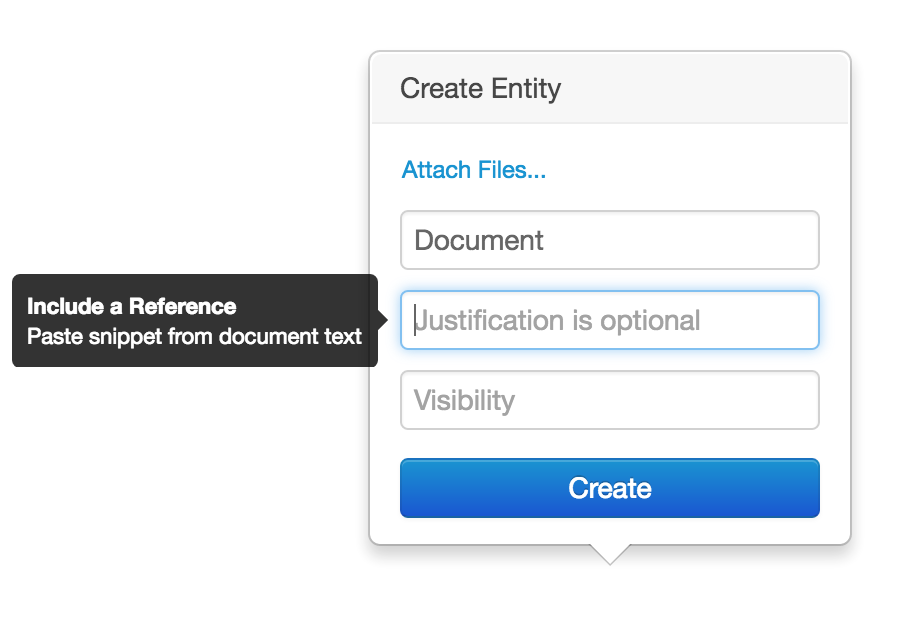 Create Entity
Attach Files...
Document
Include a Reference
Paste snippet from document text
Justification is optional
Visibility
Create